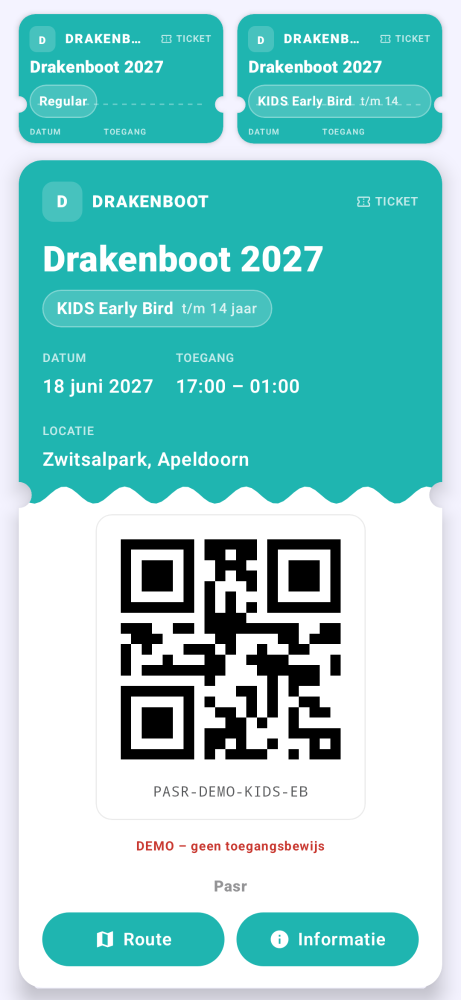 D DRAKENB... TICKET
Drakenboot 2027
Regular
DATUM TOEGANG
D DRAKENB... TICKET
Drakenboot 2027
KIDS Early Bird t/m 14
DATUM TOEGANG
D DRAKENBOOT TICKET
Drakenboot 2027
KIDS Early Bird t/m 14 jaar
DATUM TOEGANG
18 juni 2027 17:00 – 01:00
LOCATIE
Zwitsalpark, Apeldoorn
PASR-DEMO-KIDS-EB
DEMO – geen toegangsbewijs
Pasr
Route Informatie